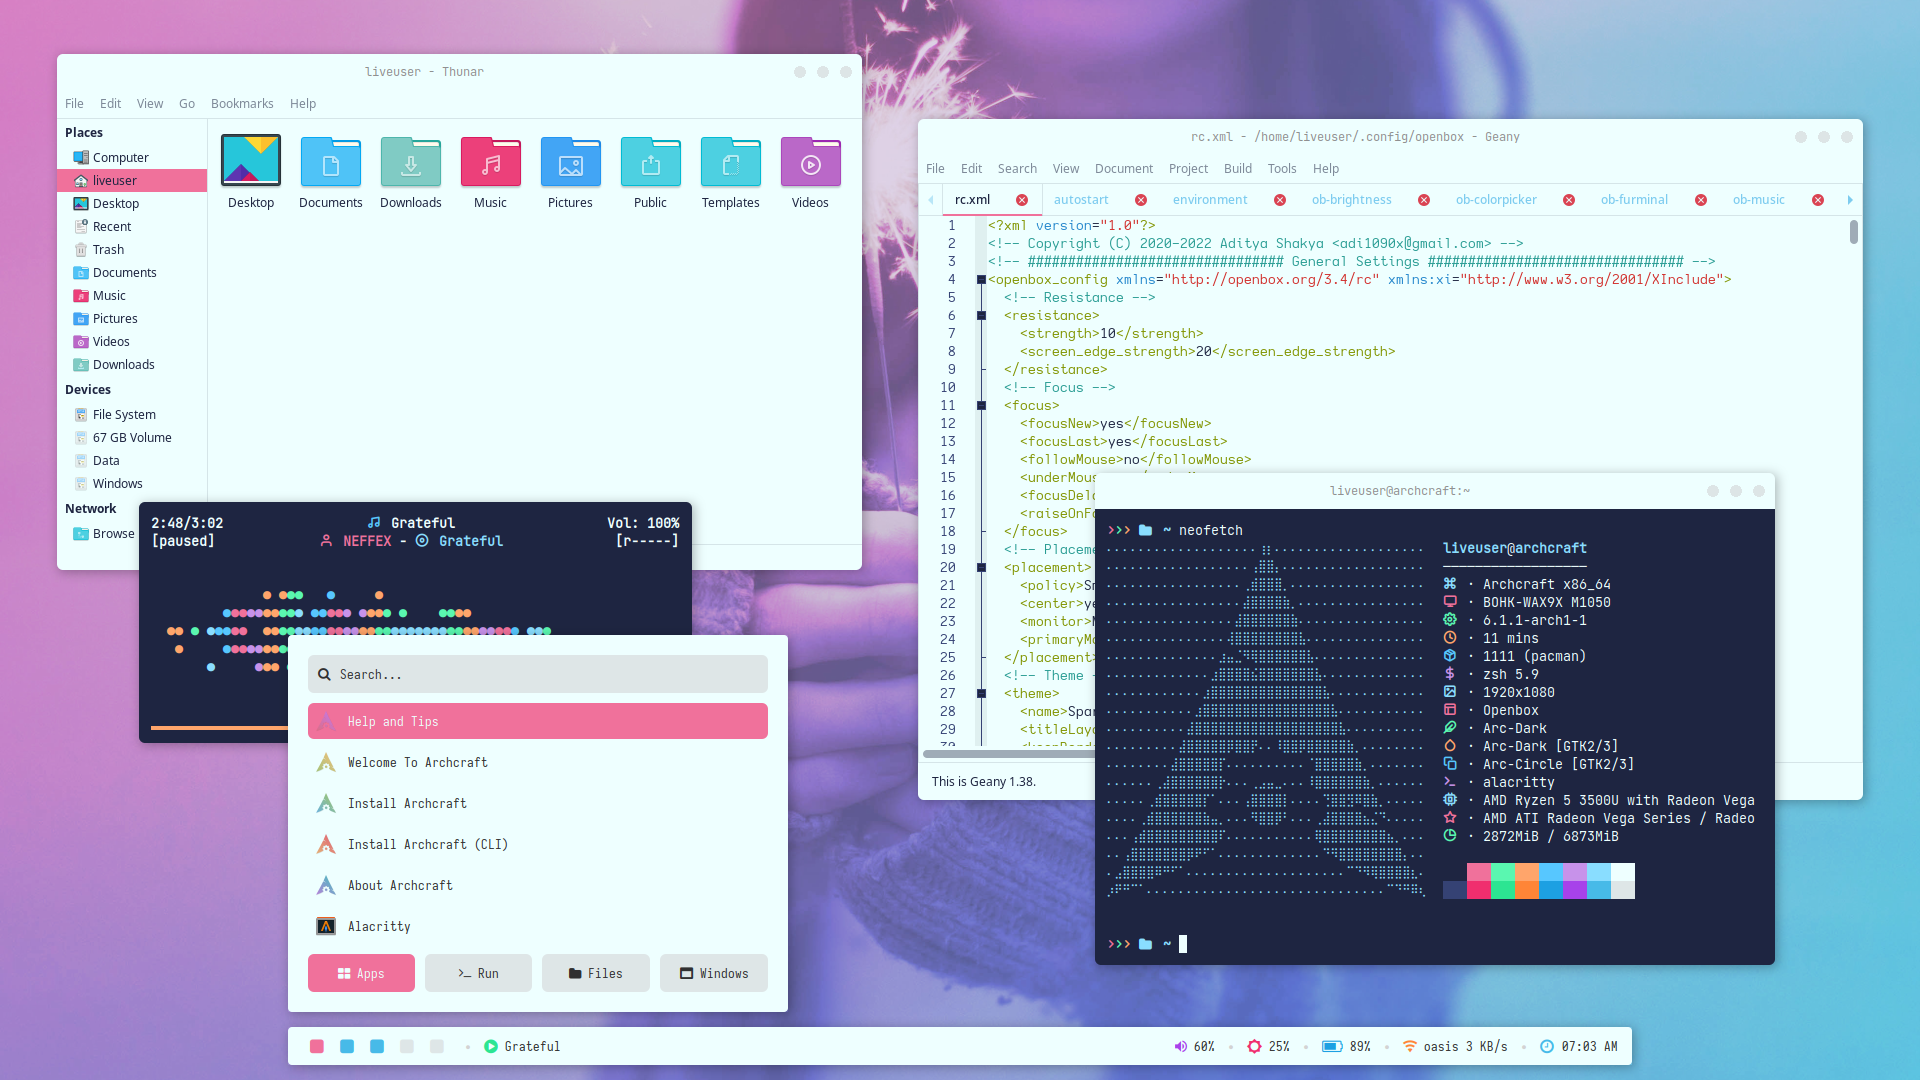 liveuser - Thunar
File Edit View Go Bookmarks Help
Places
Computer
liveuser
Desktop
Recent
Trash
Documents
Music
Pictures
Videos
Downloads
Devices
File System
67 GB Volume
Data
Windows
Network
Browse
Desktop Documents Downloads Music Pictures Public Templates Videos
rc.xml - /home/liveuser/.config/openbox - Geany
File Edit Search View Document Project Build Tools Help
rc.xml autostart environment ob-brightness ob-colorpicker ob-furminal ob-music
1 <?xml version="1.0"?>
2 <!-- Copyright (C) 2020-2022 Aditya Shakya <adi1090x@gmail.com> -->
3 <!-- ################################ General Settings ################################ -->
4 <openbox_config xmlns="http://openbox.org/3.4/rc" xmlns:xi="http://www.w3.org/2001/XInclude">
5 <!-- Resistance -->
6 <resistance>
7 <strength>10</strength>
8 <screen_edge_strength>20</screen_edge_strength>
9 </resistance>
10 <!-- Focus -->
11 <focus>
12 <focusNew>yes</focusNew>
13 <focusLast>yes</focusLast>
14 <followMouse>no</followMouse>
15 <underMous
16 <focusDel
17 <raiseOnFo
18 </focus>
19 <!-- Placeme
20 <placement>
21 <policy>Sm
22 <center>ye
23 <monitor>
24 <primaryMo
25 </placement>
26 <!-- Theme -
27 <theme>
28 <name>Spar
29 <titleLayo
30
This is Geany 1.38.
2:48/3:02 Grateful Vol: 100%
[paused] NEFFEX - Grateful [r-----]
liveuser@archcraft:~
~ neofetch
liveuser@archcraft
Archcraft x86_64
BOHK-WAX9X M1050
6.1.1-arch1-1
11 mins
1111 (pacman)
zsh 5.9
1920x1080
Openbox
Arc-Dark
Arc-Dark [GTK2/3]
Arc-Circle [GTK2/3]
alacritty
AMD Ryzen 5 3500U with Radeon Vega
AMD ATI Radeon Vega Series / Radeo
2872MiB / 6873MiB
~
Search...
Help and Tips
Welcome To Archcraft
Install Archcraft
Install Archcraft (CLI)
About Archcraft
Alacritty
Apps Run Files Windows
Grateful 60% 25% 89% oasis 3 KB/s 07:03 AM